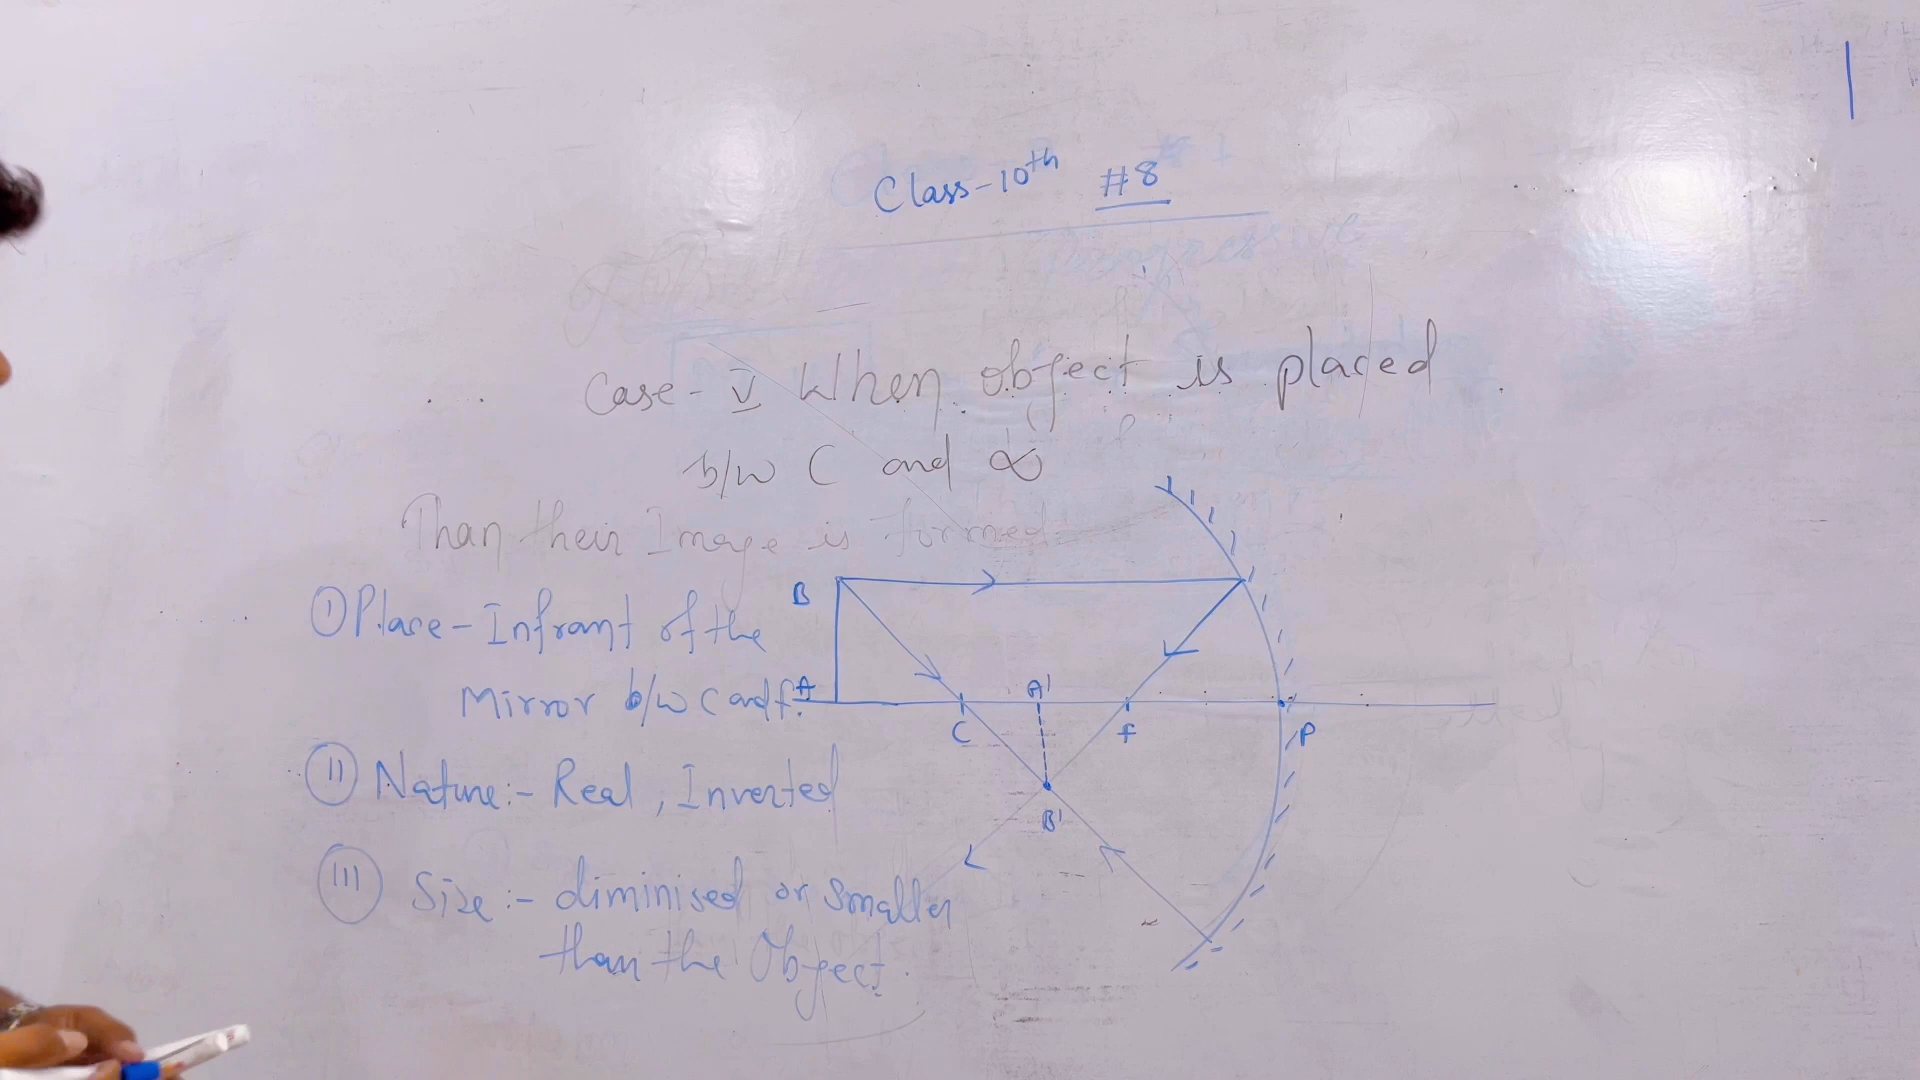 Class-10th #8
Case-V When object is placed
b/w C and ∞
Than their Image is formed
① Place - Infrant of the
Mirror b/w C and f.
(II) Nature:- Real, Inverted
(III) Size:- diminised or smaller
than the Object.
B
A
C
A'
f
P
B'